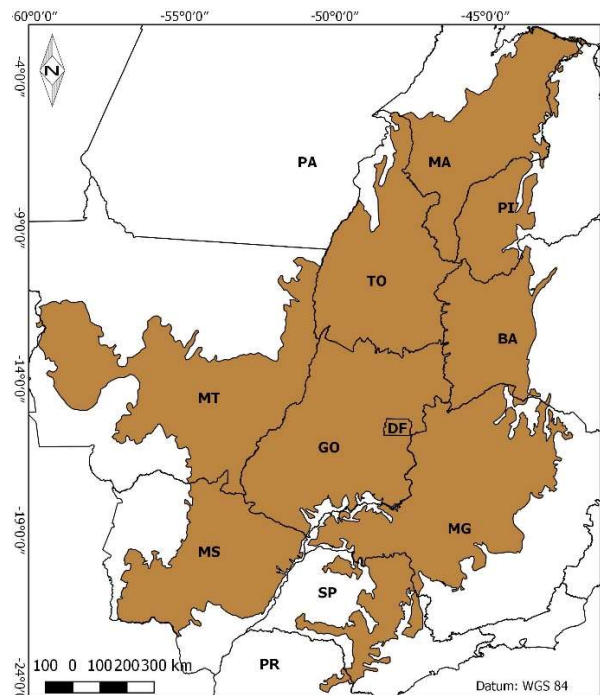 -60°0'0" -55°0'0" -50°0'0" -45°0'0"
-4°0'0"
N
PA
MA
PI
-9°0'0"
TO
BA
-14°0'0"
MT
DF
GO
MG
-19°0'0"
MS
SP
PR
100 0 100 200 300 km
Datum: WGS 84
-24°0'0"